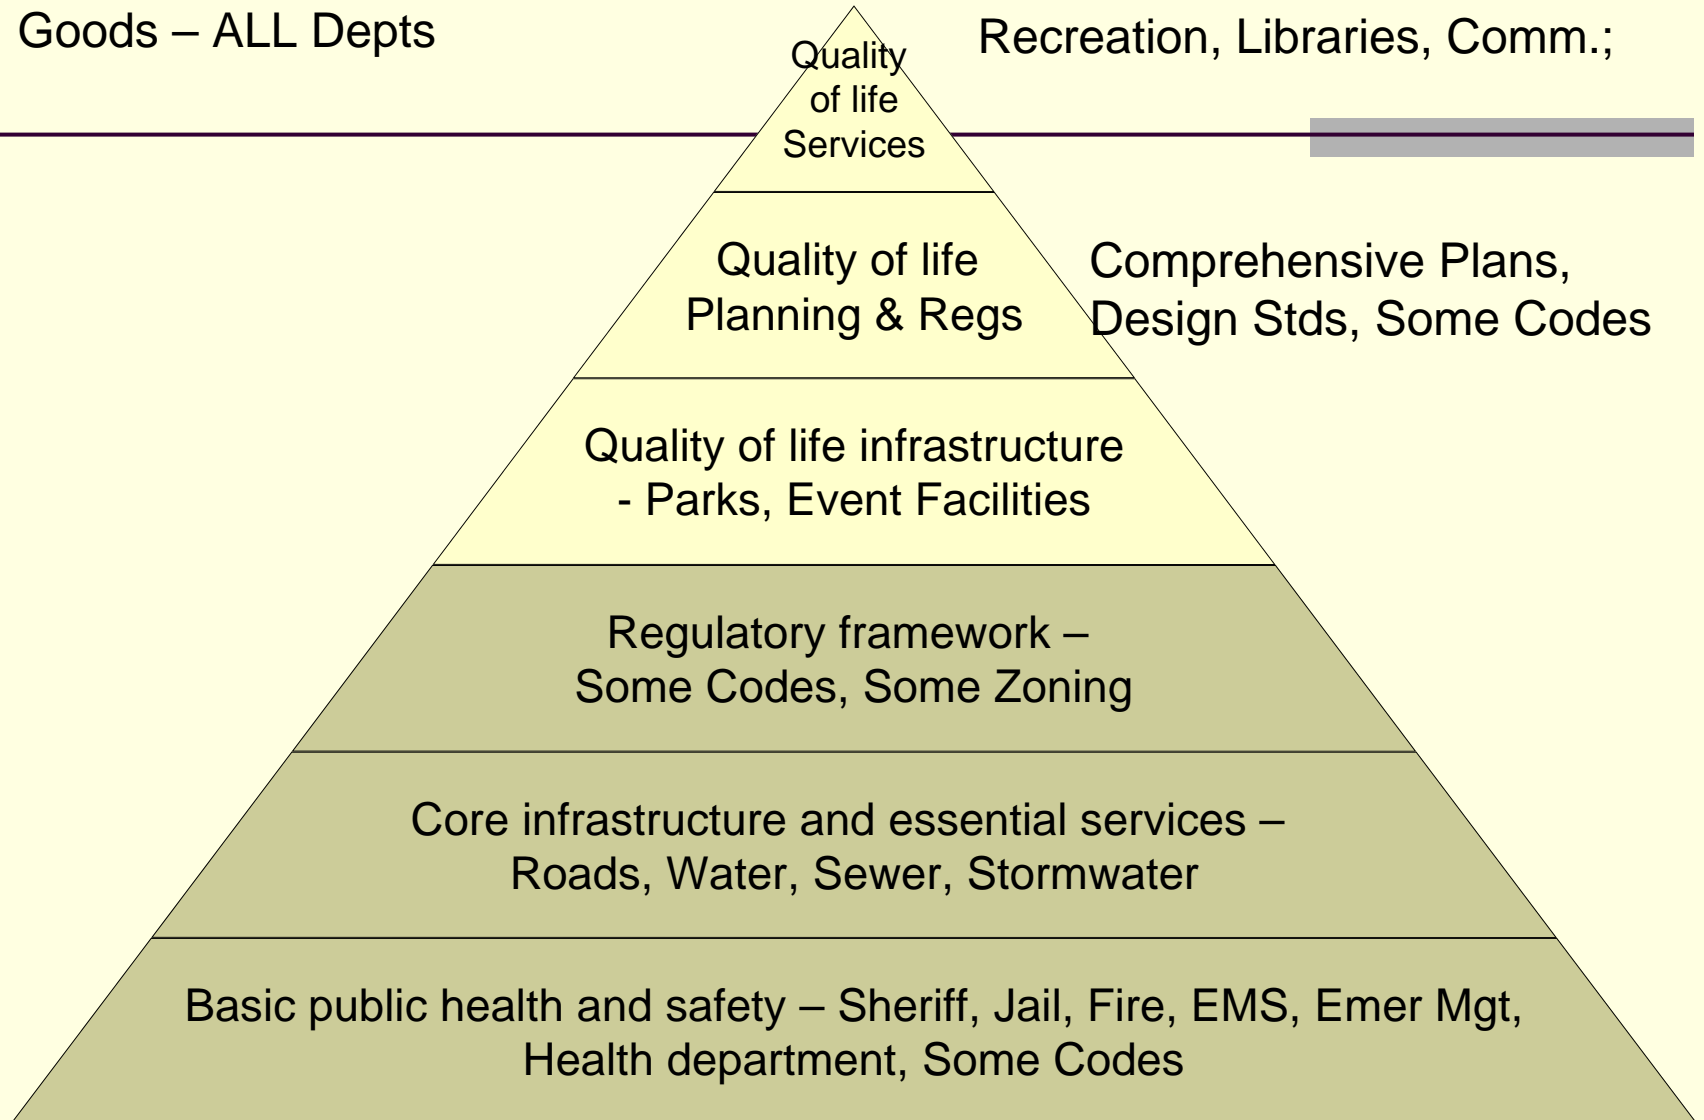 Goods – ALL Depts
Recreation, Libraries, Comm.;
Quality
of life
Services
Quality of life
Planning & Regs
Comprehensive Plans,
Design Stds, Some Codes
Quality of life infrastructure
- Parks, Event Facilities
Regulatory framework –
Some Codes, Some Zoning
Core infrastructure and essential services –
Roads, Water, Sewer, Stormwater
Basic public health and safety – Sheriff, Jail, Fire, EMS, Emer Mgt,
Health department, Some Codes